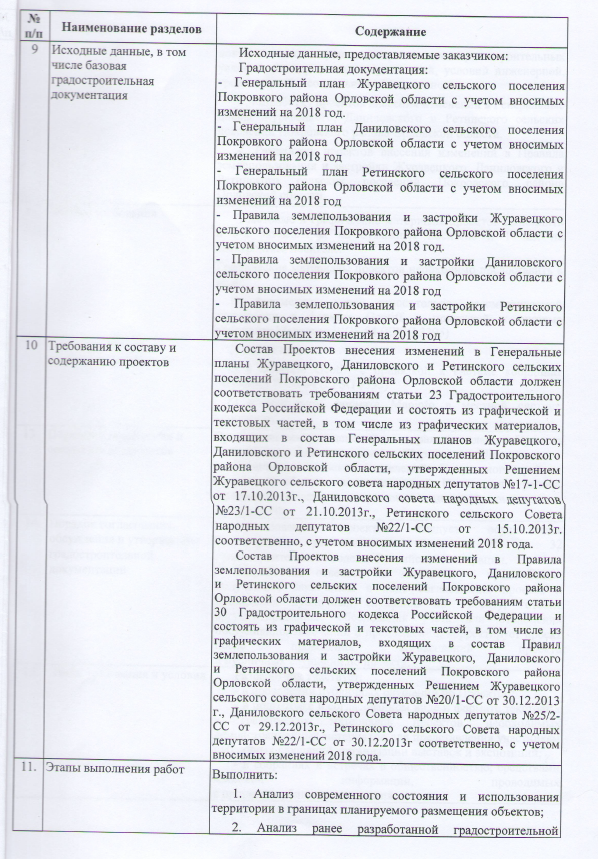 №
п/п
Наименование разделов
Содержание
9
Исходные данные, в том
числе базовая
градостроительная
документация
Исходные данные, предоставляемые заказчиком:
Градостроительная документация:
- Генеральный план Журавецкого сельского поселения
Покровкого района Орловской области с учетом вносимых
изменений на 2018 год.
- Генеральный план Даниловского сельского поселения
Покровкого района Орловской области с учетом вносимых
изменений на 2018 год
- Генеральный план Ретинского сельского поселения
Покровкого района Орловской области с учетом вносимых
изменений на 2018 год
- Правила землепользования и застройки Журавецкого
сельского поселения Покровкого района Орловской области с
учетом вносимых изменений на 2018 год.
- Правила землепользования и застройки Даниловского
сельского поселения Покровкого района Орловской области с
учетом вносимых изменений на 2018 год
- Правила землепользования и застройки Ретинского
сельского поселения Покровкого района Орловской области с
учетом вносимых изменений на 2018 год
10
Требования к составу и
содержанию проектов
Состав Проектов внесения изменений в Генеральные
планы Журавецкого, Даниловского и Ретинского сельских
поселений Покровского района Орловской области должен
соответствовать требованиям статьи 23 Градостроительного
кодекса Российской Федерации и состоять из графической и
текстовых частей, в том числе из графических материалов,
входящих в состав Генеральных планов Журавецкого,
Даниловского и Ретинского сельских поселений Покровского
района Орловской области, утвержденных Решением
Журавецкого сельского совета народных депутатов №17-1-СС
от 17.10.2013г., Даниловского совета народных депутатов
№23/1-СС от 21.10.2013г., Ретинского сельского Совета
народных депутатов №22/1-СС от 15.10.2013г.
соответственно, с учетом вносимых изменений 2018 года.
Состав Проектов внесения изменений в Правила
землепользования и застройки Журавецкого, Даниловского
и Ретинского сельских поселений Покровского района
Орловской области должен соответствовать требованиям статьи
30 Градостроительного кодекса Российской Федерации и
состоять из графической и текстовых частей, в том числе из
графических материалов, входящих в состав Правил
землепользования и застройки Журавецкого, Даниловского
и Ретинского сельских поселений Покровского района
Орловской области, утвержденных Решением Журавецкого
сельского совета народных депутатов №20/1-СС от 30.12.2013
г., Даниловского сельского Совета народных депутатов №25/2-
СС от 29.12.2013г., Ретинского сельского Совета народных
депутатов №22/1-СС от 30.12.2013г соответственно, с учетом
вносимых изменений 2018 года.
11.
Этапы выполнения работ
Выполнить:
1. Анализ современного состояния и использования
территории в границах планируемого размещения объектов;
2. Анализ ранее разработанной градостроительной